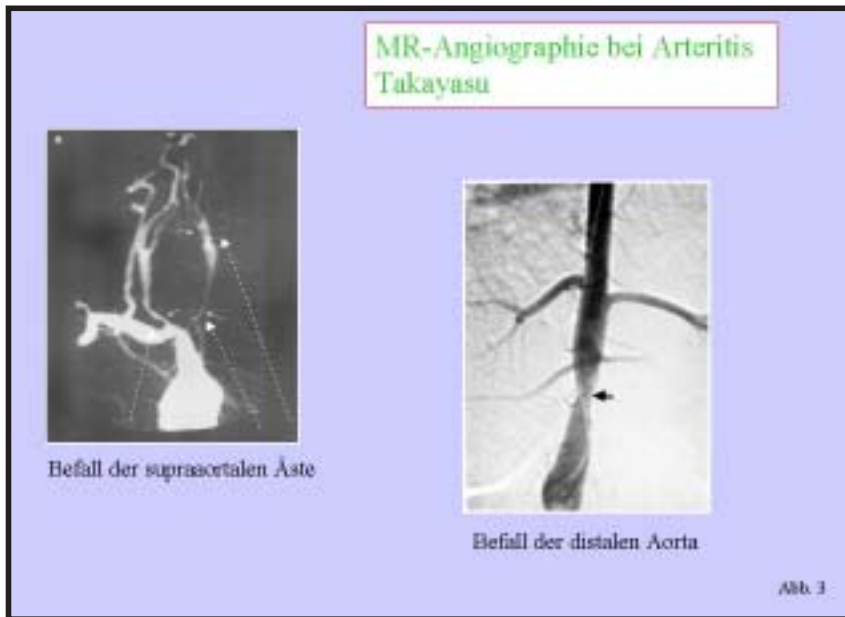 MR-Angiographie bei Arteritis
Takayasu
Befall der supraaortalen Äste
Befall der distalen Aorta
Abb. 3